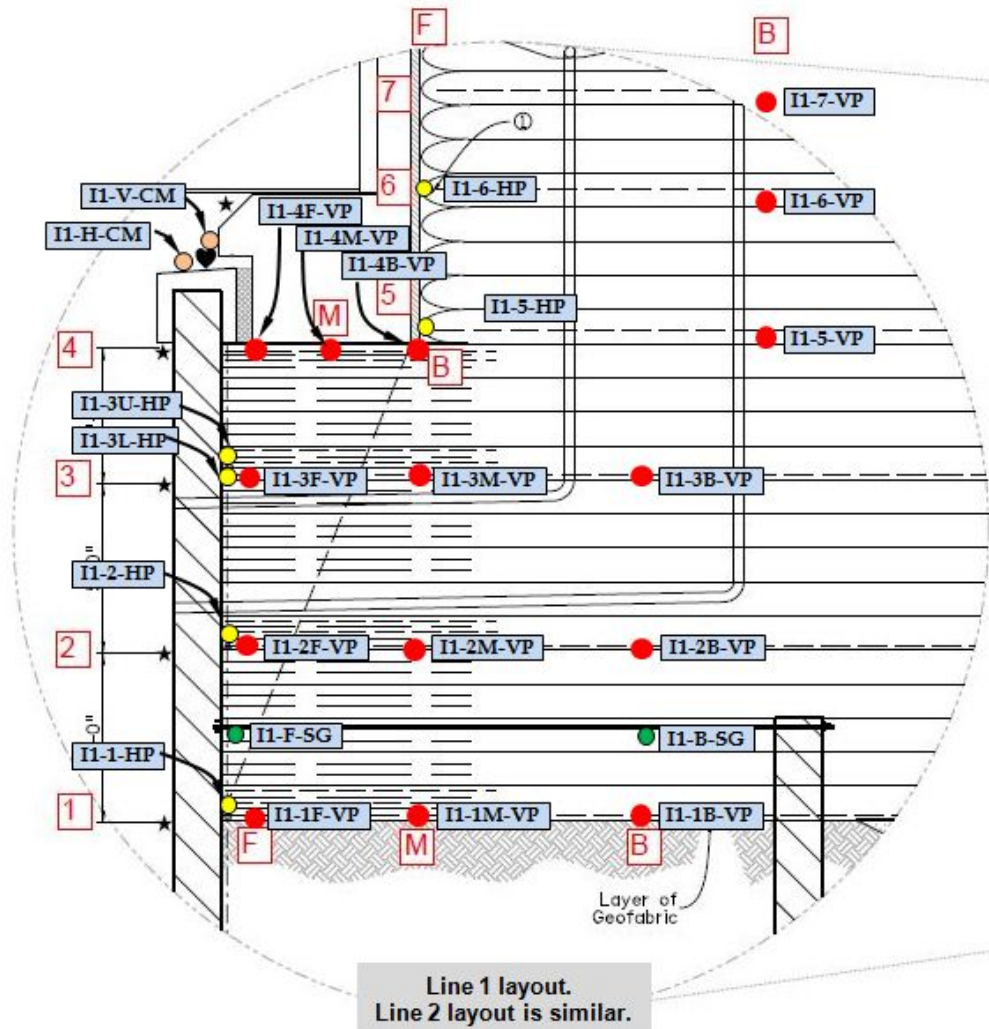 F
B
7
I1-7-VP
①
6
I1-6-HP
I1-6-VP
I1-V-CM
I1-4F-VP
I1-H-CM
I1-4M-VP
I1-4B-VP
5
I1-5-HP
M
I1-5-VP
4
B
I1-3U-HP
I1-3L-HP
3
I1-3F-VP
I1-3M-VP
I1-3B-VP
I1-2-HP
2
I1-2F-VP
I1-2M-VP
I1-2B-VP
0"
I1-F-SG
I1-B-SG
I1-1-HP
1
I1-1F-VP
I1-1M-VP
I1-1B-VP
F
M
B
Layer of
Geofabric
Line 1 layout.
Line 2 layout is similar.